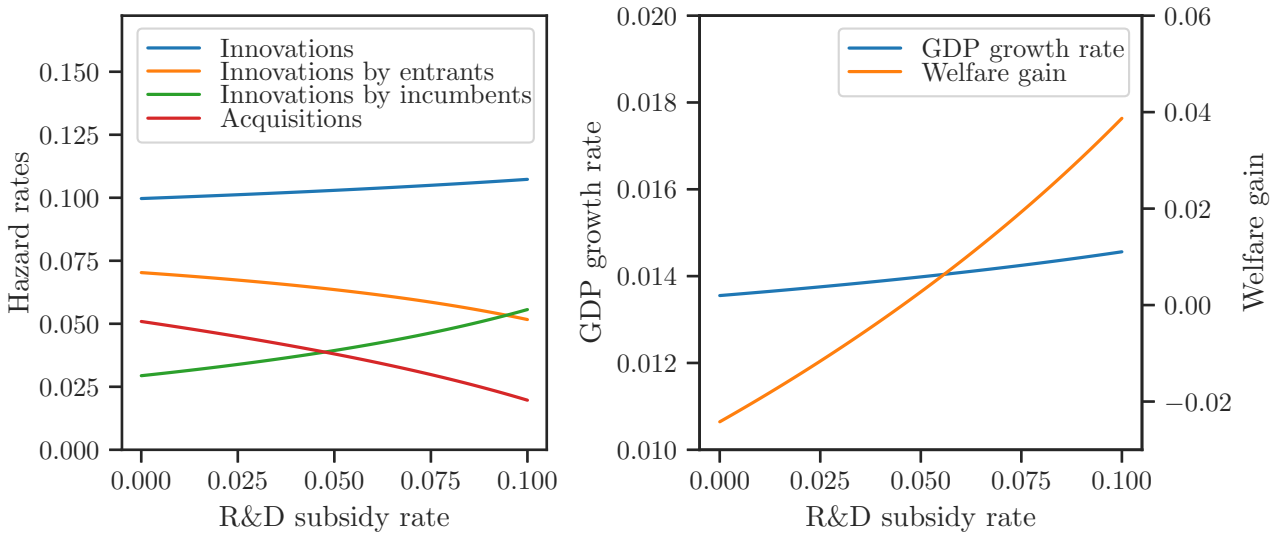 Innovations
Innovations by entrants
Innovations by incumbents
Acquisitions
0.150
0.125
0.100
0.075
0.050
0.025
0.000
Hazard rates
0.000 0.025 0.050 0.075 0.100
R&D subsidy rate
GDP growth rate
Welfare gain
0.020
0.018
0.016
0.014
0.012
0.010
GDP growth rate
0.06
0.04
0.02
0.00
−0.02
Welfare gain
0.000 0.025 0.050 0.075 0.100
R&D subsidy rate